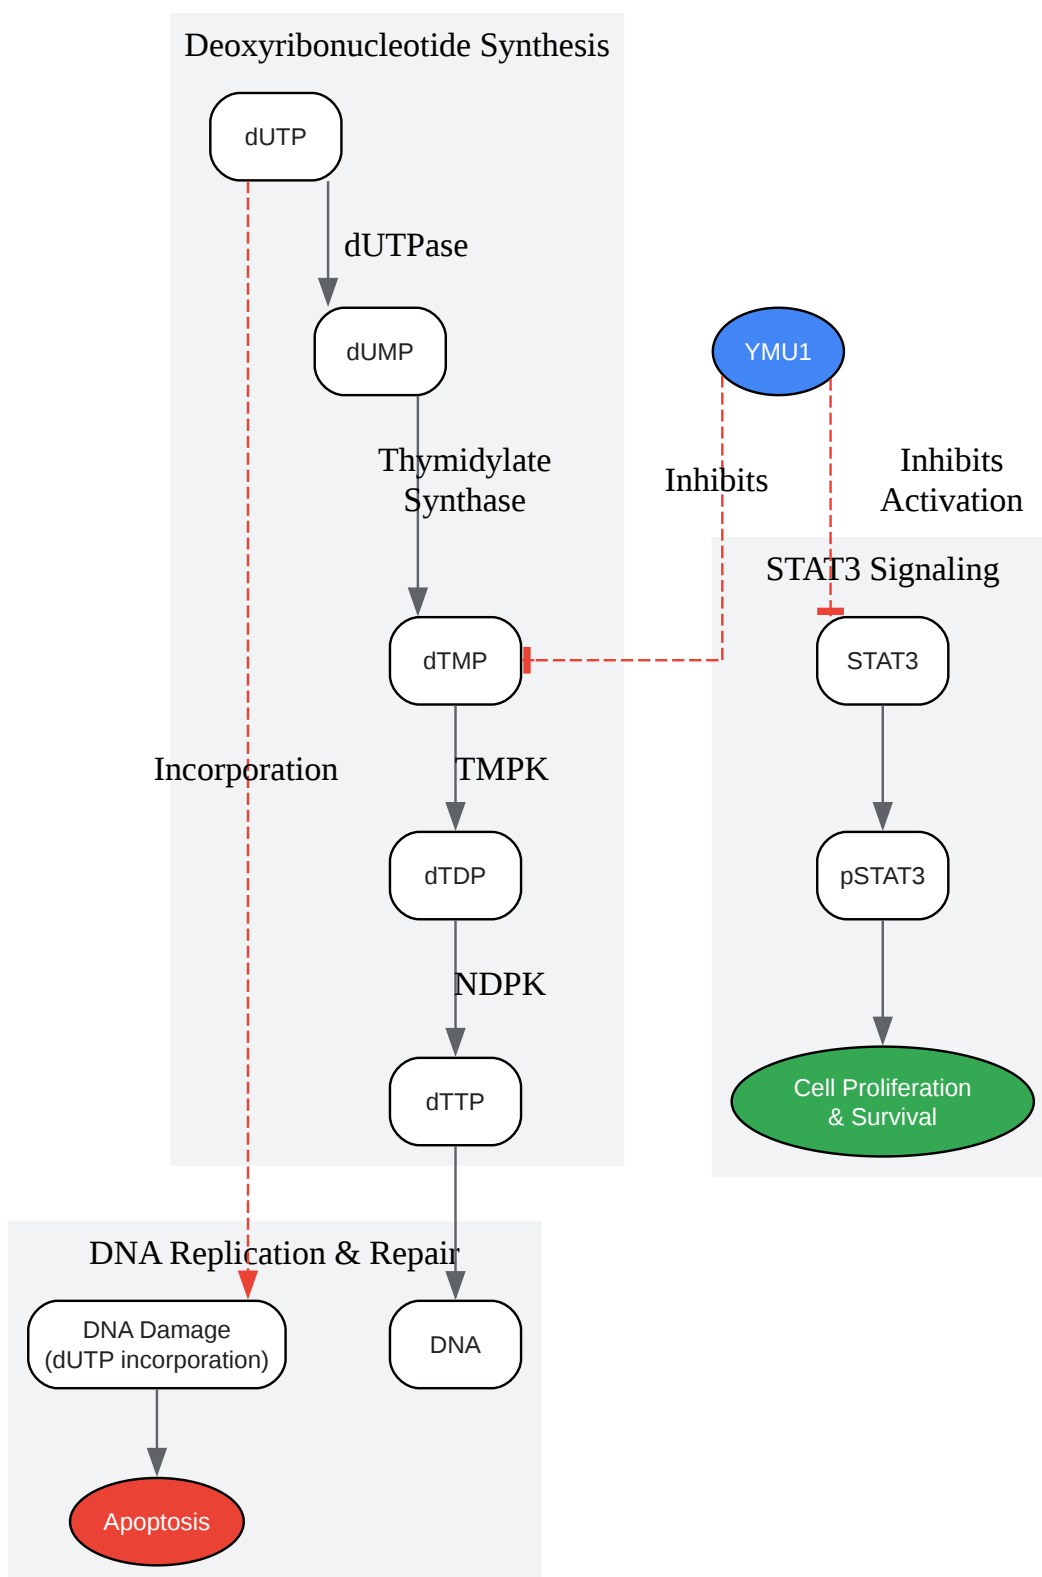 Deoxyribonucleotide Synthesis
dUTP
dUTPase
dUMP
YMU1
Thymidylate
Synthase
Inhibits
Inhibits
Activation
STAT3 Signaling
dTMP
STAT3
Incorporation
TMPK
dTDP
pSTAT3
NDPK
dTTP
Cell Proliferation
& Survival
DNA Replication & Repair
DNA Damage
(dUTP incorporation)
DNA
Apoptosis